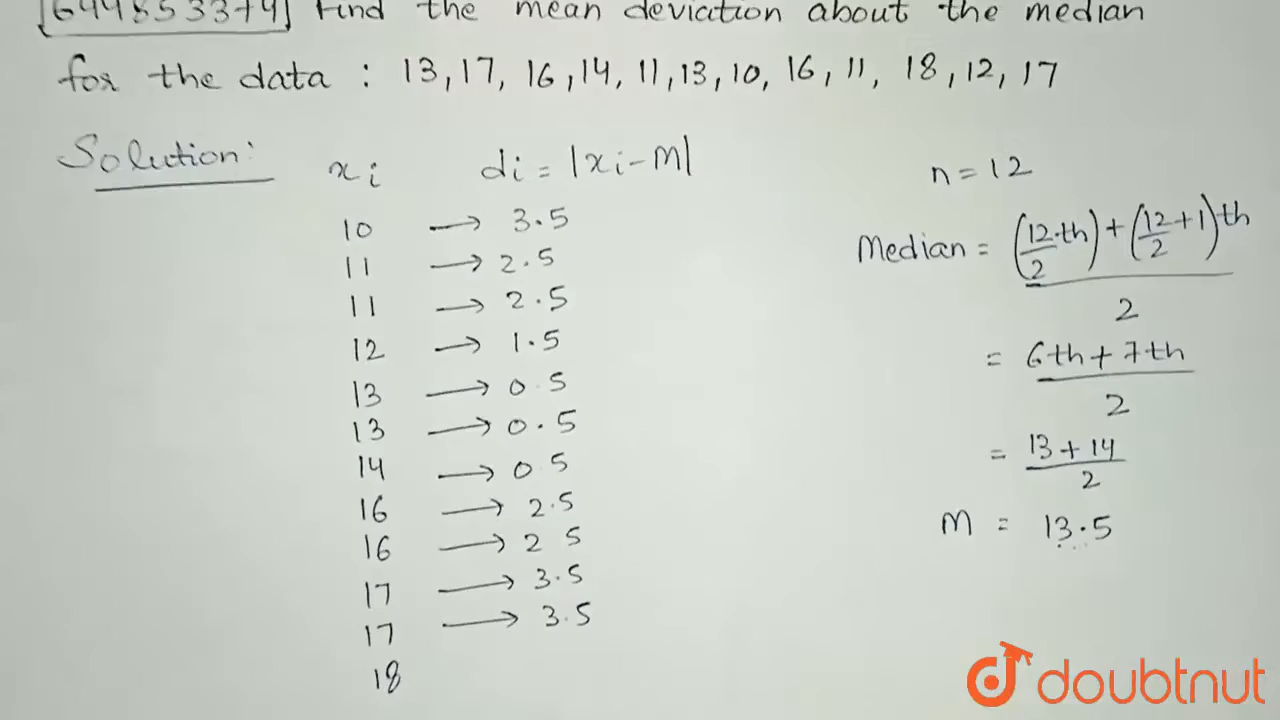 [644853374] Find the mean deviation about the median
for the data : 13, 17, 16, 14, 11, 13, 10, 16, 11, 18, 12, 17
Solution:
xi di = |xi - M|
10 → 3.5
11 → 2.5
11 → 2.5
12 → 1.5
13 → 0.5
13 → 0.5
14 → 0 5
16 → 2.5
16 → 2 5
17 → 3.5
17 → 3.5
18
n = 12
Median = (12/2 th) + (12/2 + 1)th
2
= 6th + 7th
2
= 13 + 14
2
M = 13.5
doubtnut